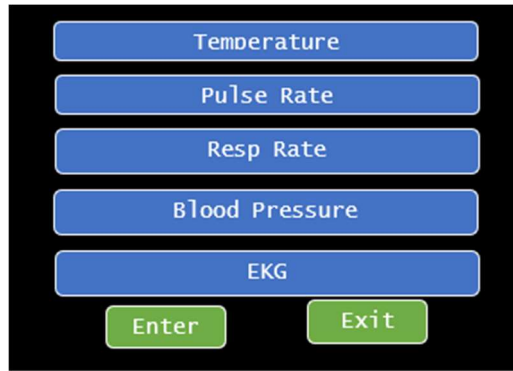 Temperature
Pulse Rate
Resp Rate
Blood Pressure
EKG
Enter
Exit